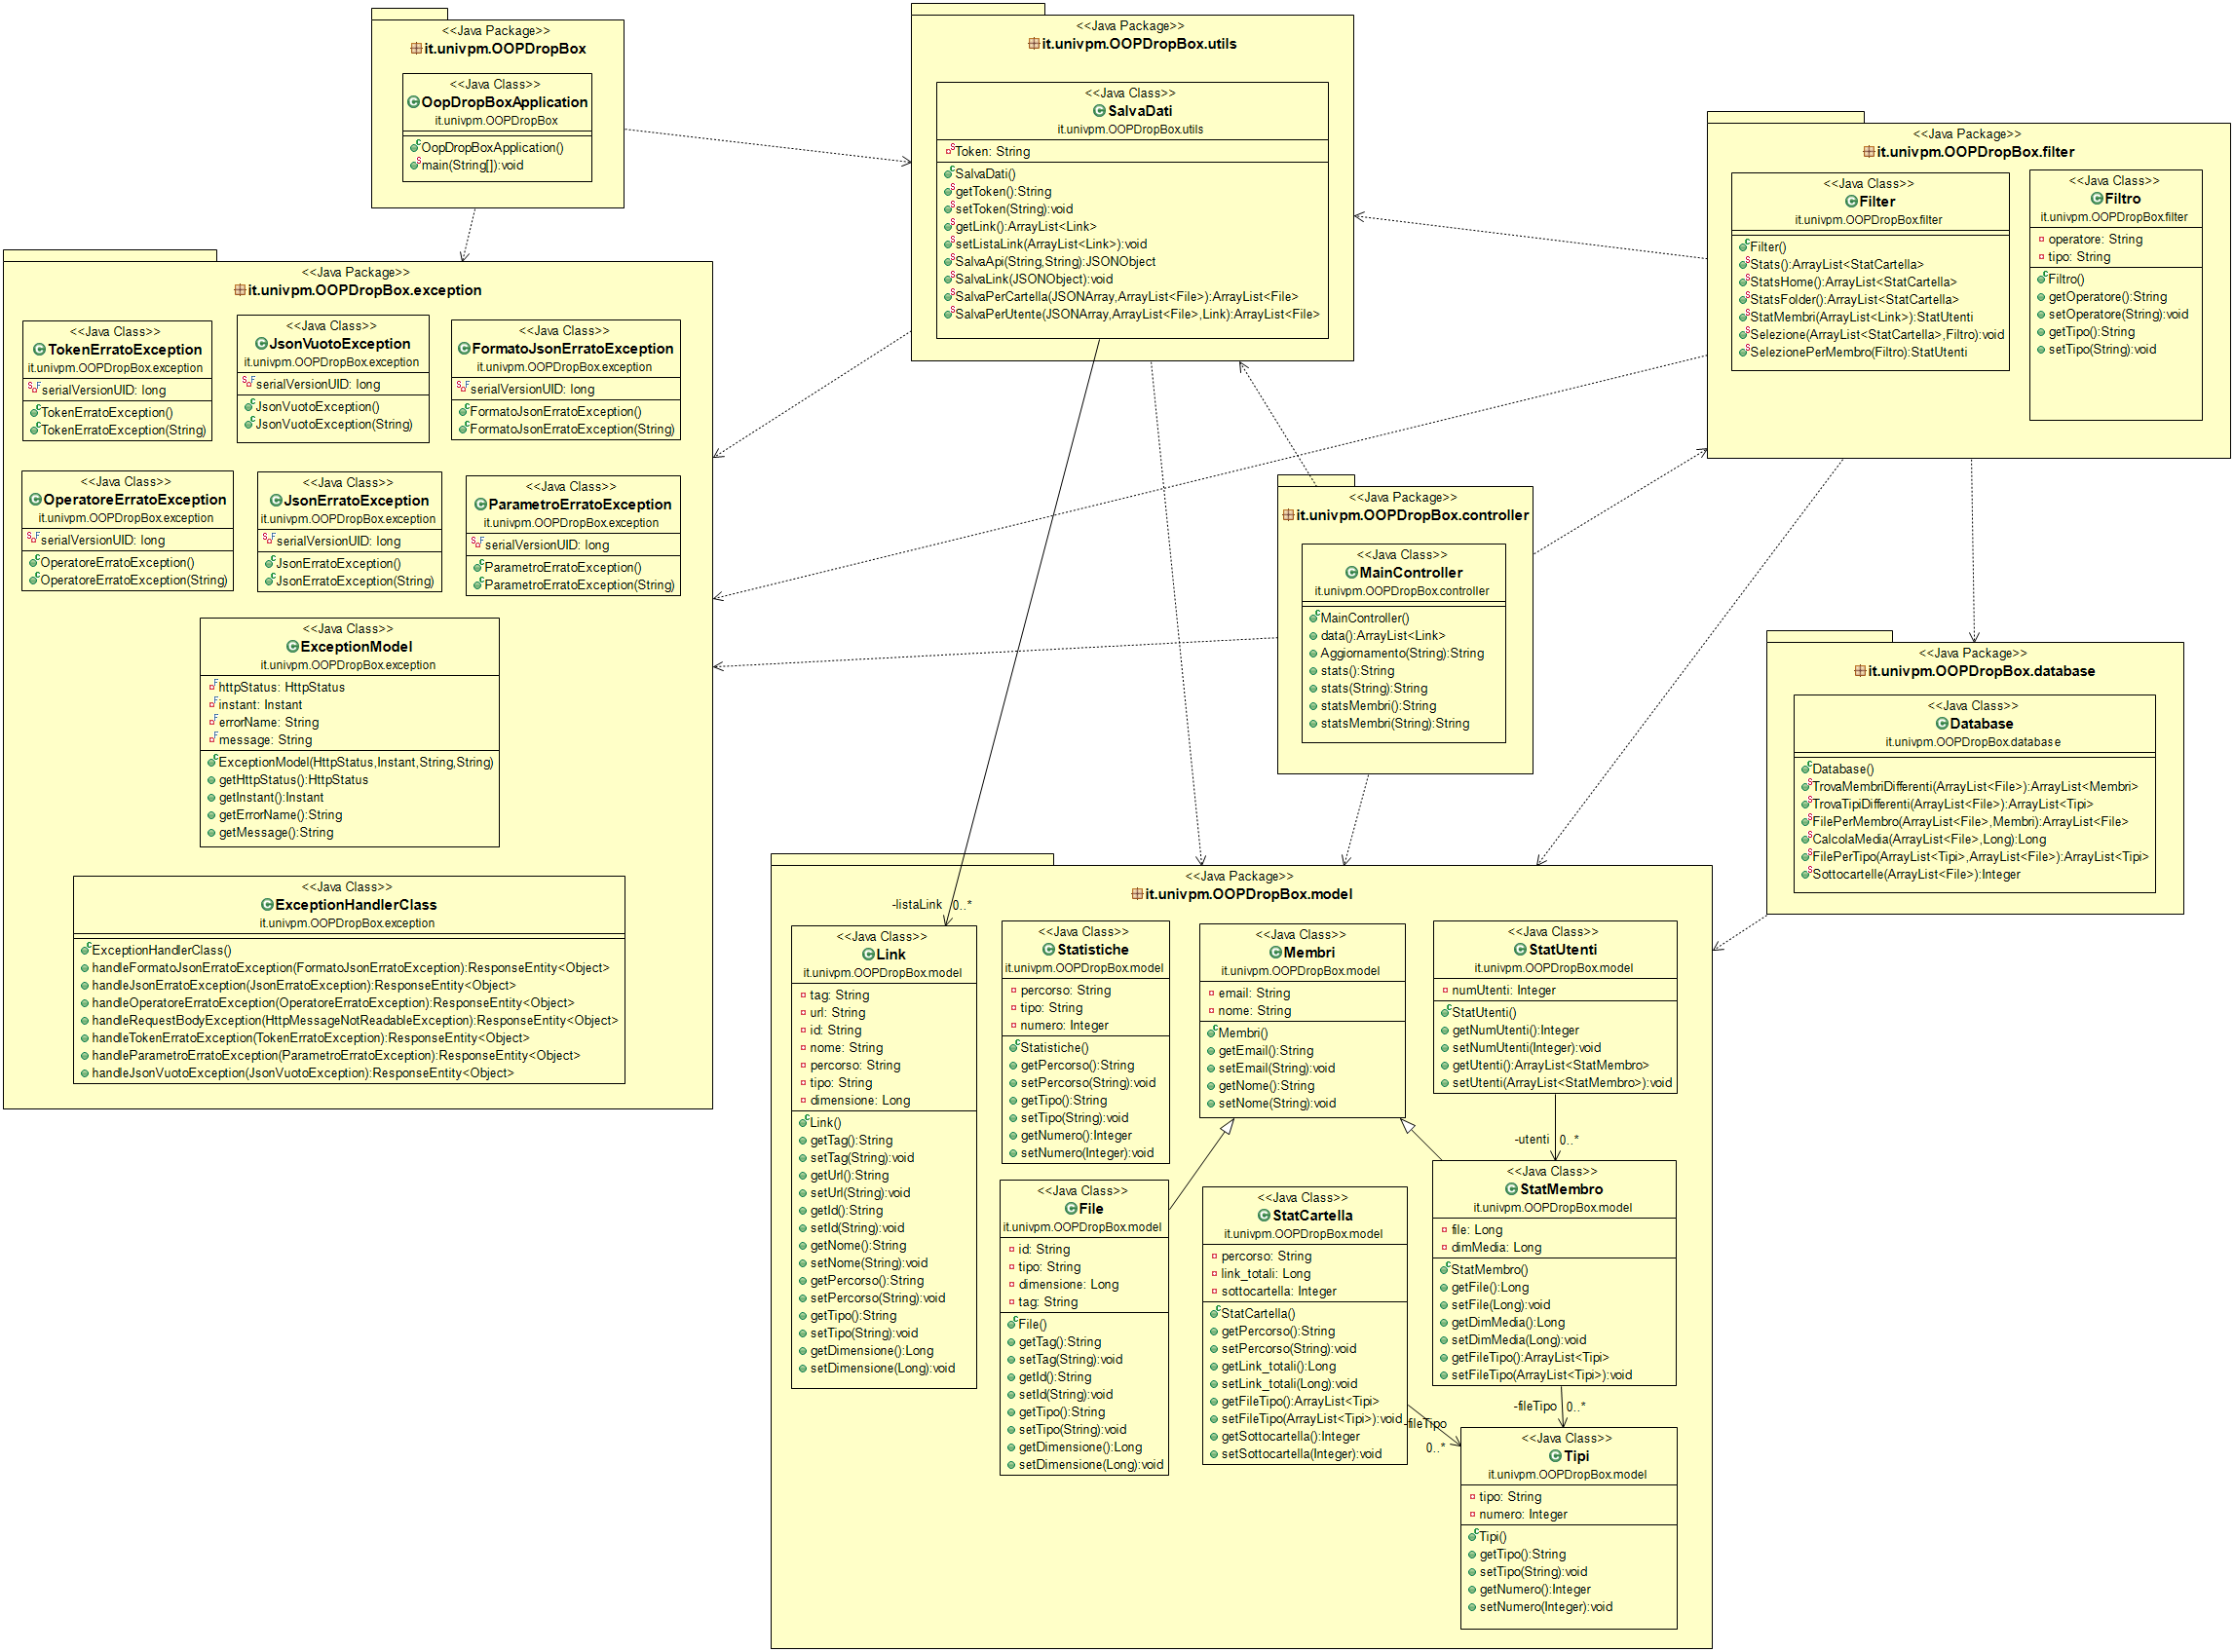 <<Java Package>>
it.univpm.OOPDropBox
<<Java Class>>
OopDropBoxApplication
it.univpm.OOPDropBox
OopDropBoxApplication()
main(String[]):void
<<Java Package>>
it.univpm.OOPDropBox.utils
<<Java Class>>
SalvaDati
it.univpm.OOPDropBox.utils
Token: String
SalvaDati()
getToken():String
setToken(String):void
getLink():ArrayList<Link>
setListaLink(ArrayList<Link>):void
SalvaApi(String,String):JSONObject
SalvaLink(JSONObject):void
SalvaPerCartella(JSONArray,ArrayList<File>):ArrayList<File>
SalvaPerUtente(JSONArray,ArrayList<File>,Link):ArrayList<File>
<<Java Package>>
it.univpm.OOPDropBox.filter
<<Java Class>>
Filter
it.univpm.OOPDropBox.filter
Filter()
Stats():ArrayList<StatCartella>
StatsHome():ArrayList<StatCartella>
StatsFolder():ArrayList<StatCartella>
StatMembri(ArrayList<Link>):StatUtenti
Selezione(ArrayList<StatCartella>,Filtro):void
SelezionePerMembro(Filtro):StatUtenti
<<Java Class>>
Filtro
it.univpm.OOPDropBox.filter
operatore: String
tipo: String
Filtro()
getOperatore():String
setOperatore(String):void
getTipo():String
setTipo(String):void
<<Java Package>>
it.univpm.OOPDropBox.exception
<<Java Class>>
TokenErratoException
it.univpm.OOPDropBox.exception
serialVersionUID: long
TokenErratoException()
TokenErratoException(String)
<<Java Class>>
JsonVuotoException
it.univpm.OOPDropBox.exception
serialVersionUID: long
JsonVuotoException()
JsonVuotoException(String)
<<Java Class>>
FormatoJsonErratoException
it.univpm.OOPDropBox.exception
serialVersionUID: long
FormatoJsonErratoException()
FormatoJsonErratoException(String)
<<Java Class>>
OperatoreErratoException
it.univpm.OOPDropBox.exception
serialVersionUID: long
OperatoreErratoException()
OperatoreErratoException(String)
<<Java Class>>
JsonErratoException
it.univpm.OOPDropBox.exception
serialVersionUID: long
JsonErratoException()
JsonErratoException(String)
<<Java Class>>
ParametroErratoException
it.univpm.OOPDropBox.exception
serialVersionUID: long
ParametroErratoException()
ParametroErratoException(String)
<<Java Class>>
ExceptionModel
it.univpm.OOPDropBox.exception
httpStatus: HttpStatus
instant: Instant
errorName: String
message: String
ExceptionModel(HttpStatus,Instant,String,String)
getHttpStatus():HttpStatus
getInstant():Instant
getErrorName():String
getMessage():String
<<Java Class>>
ExceptionHandlerClass
it.univpm.OOPDropBox.exception
ExceptionHandlerClass()
handleFormatoJsonErratoException(FormatoJsonErratoException):ResponseEntity<Object>
handleJsonErratoException(JsonErratoException):ResponseEntity<Object>
handleOperatoreErratoException(OperatoreErratoException):ResponseEntity<Object>
handleRequestBodyException(HttpMessageNotReadableException):ResponseEntity<Object>
handleTokenErratoException(TokenErratoException):ResponseEntity<Object>
handleParametroErratoException(ParametroErratoException):ResponseEntity<Object>
handleJsonVuotoException(JsonVuotoException):ResponseEntity<Object>
<<Java Package>>
it.univpm.OOPDropBox.controller
<<Java Class>>
MainController
it.univpm.OOPDropBox.controller
MainController()
data():ArrayList<Link>
Aggiornamento(String):String
stats():String
stats(String):String
statsMembri():String
statsMembri(String):String
<<Java Package>>
it.univpm.OOPDropBox.database
<<Java Class>>
Database
it.univpm.OOPDropBox.database
Database()
TrovaMembriDifferenti(ArrayList<File>):ArrayList<Membri>
TrovaTipiDifferenti(ArrayList<File>):ArrayList<Tipi>
FilePerMembro(ArrayList<File>,Membri):ArrayList<File>
CalcolaMedia(ArrayList<File>,Long):Long
FilePerTipo(ArrayList<Tipi>,ArrayList<File>):ArrayList<Tipi>
Sottocartelle(ArrayList<File>):Integer
<<Java Package>>
it.univpm.OOPDropBox.model
-listaLink 0..*
<<Java Class>>
Link
it.univpm.OOPDropBox.model
tag: String
url: String
id: String
nome: String
percorso: String
tipo: String
dimensione: Long
Link()
getTag():String
setTag(String):void
getUrl():String
setUrl(String):void
getId():String
setId(String):void
getNome():String
setNome(String):void
getPercorso():String
setPercorso(String):void
getTipo():String
setTipo(String):void
getDimensione():Long
setDimensione(Long):void
<<Java Class>>
Statistiche
it.univpm.OOPDropBox.model
percorso: String
tipo: String
numero: Integer
Statistiche()
getPercorso():String
setPercorso(String):void
getTipo():String
setTipo(String):void
getNumero():Integer
setNumero(Integer):void
<<Java Class>>
Membri
it.univpm.OOPDropBox.model
email: String
nome: String
Membri()
getEmail():String
setEmail(String):void
getNome():String
setNome(String):void
<<Java Class>>
StatUtenti
it.univpm.OOPDropBox.model
numUtenti: Integer
StatUtenti()
getNumUtenti():Integer
setNumUtenti(Integer):void
getUtenti():ArrayList<StatMembro>
setUtenti(ArrayList<StatMembro>):void
-utenti 0..*
<<Java Class>>
File
it.univpm.OOPDropBox.model
id: String
tipo: String
dimensione: Long
tag: String
File()
getTag():String
setTag(String):void
getId():String
setId(String):void
getTipo():String
setTipo(String):void
getDimensione():Long
setDimensione(Long):void
<<Java Class>>
StatCartella
it.univpm.OOPDropBox.model
percorso: String
link_totali: Long
sottocartella: Integer
StatCartella()
getPercorso():String
setPercorso(String):void
getLink_totali():Long
setLink_totali(Long):void
getFileTipo():ArrayList<Tipi>
setFileTipo(ArrayList<Tipi>):void
getSottocartella():Integer
setSottocartella(Integer):void
-fileTipo
0..*
<<Java Class>>
StatMembro
it.univpm.OOPDropBox.model
file: Long
dimMedia: Long
StatMembro()
getFile():Long
setFile(Long):void
getDimMedia():Long
setDimMedia(Long):void
getFileTipo():ArrayList<Tipi>
setFileTipo(ArrayList<Tipi>):void
-fileTipo 0..*
<<Java Class>>
Tipi
it.univpm.OOPDropBox.model
tipo: String
numero: Integer
Tipi()
getTipo():String
setTipo(String):void
getNumero():Integer
setNumero(Integer):void